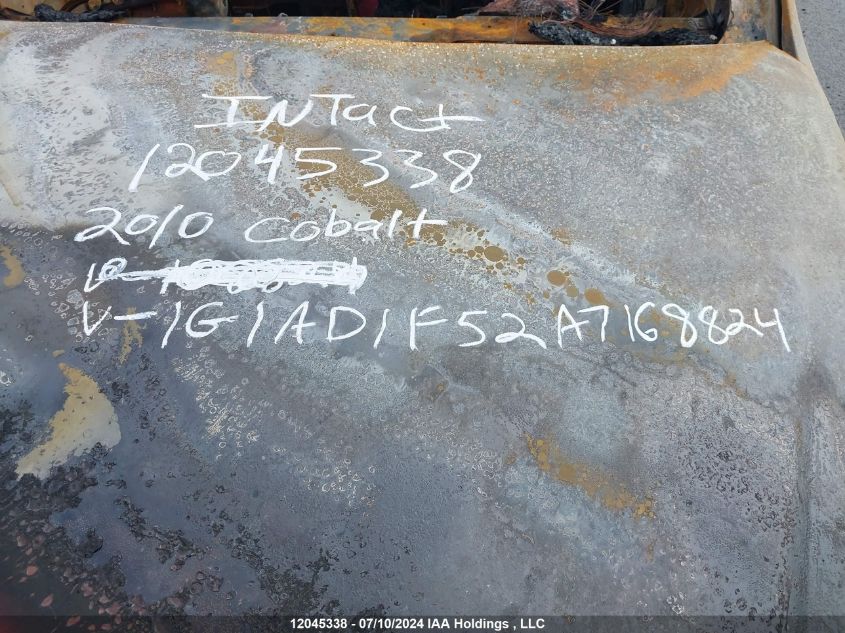 INTact
12045338
2010 cobalt
V-1G1AD1F52A7168824
12045338 - 07/10/2024 IAA Holdings , LLC